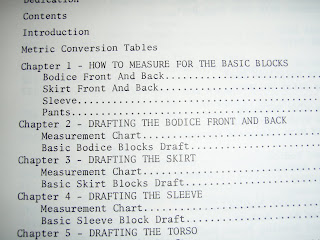 Dedication
Contents
Introduction
Metric Conversion Tables
Chapter 1 - HOW TO MEASURE FOR THE BASIC BLOCKS
Bodice Front And Back....................
Skirt Front And Back.....................
Sleeve...................................
Pants....................................
Chapter 2 - DRAFTING THE BODICE FRONT AND BACK
Measurement Chart........................
Basic Bodice Blocks Draft................
Chapter 3 - DRAFTING THE SKIRT
Measurement Chart........................
Basic Skirt Blocks Draft.................
Chapter 4 - DRAFTING THE SLEEVE
Measurement Chart........................
Basic Sleeve Block Draft.................
Chapter 5 - DRAFTING THE TORSO